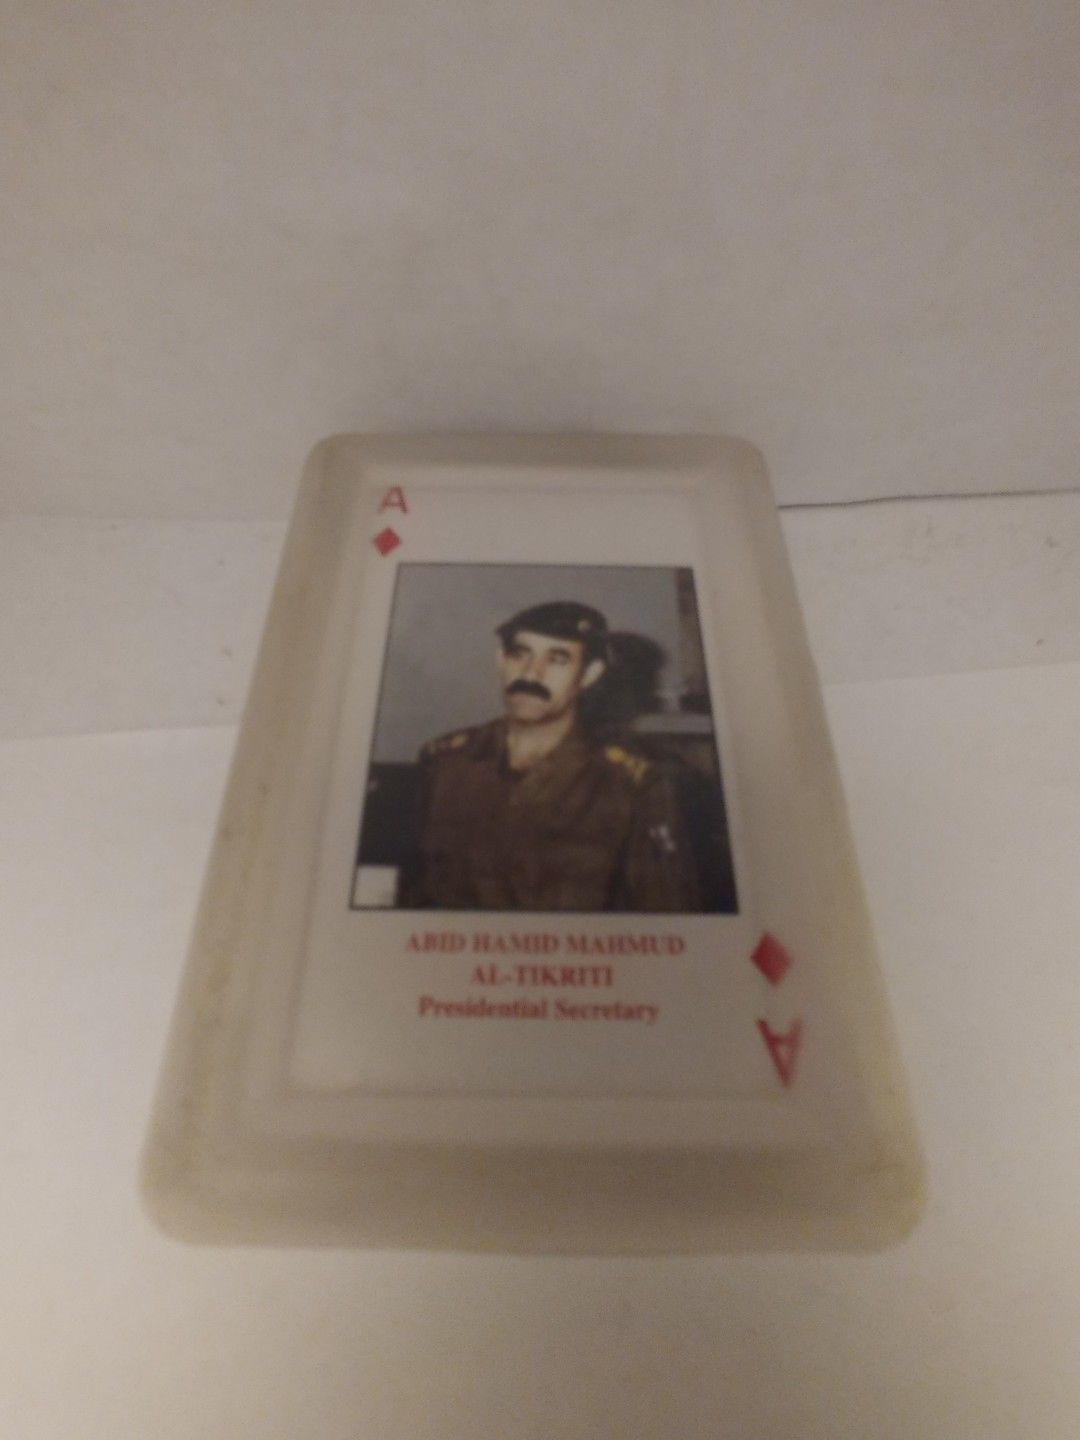 A
ABID HAMID MAHMUD
AL-TIKRITI
Presidential Secretary
A